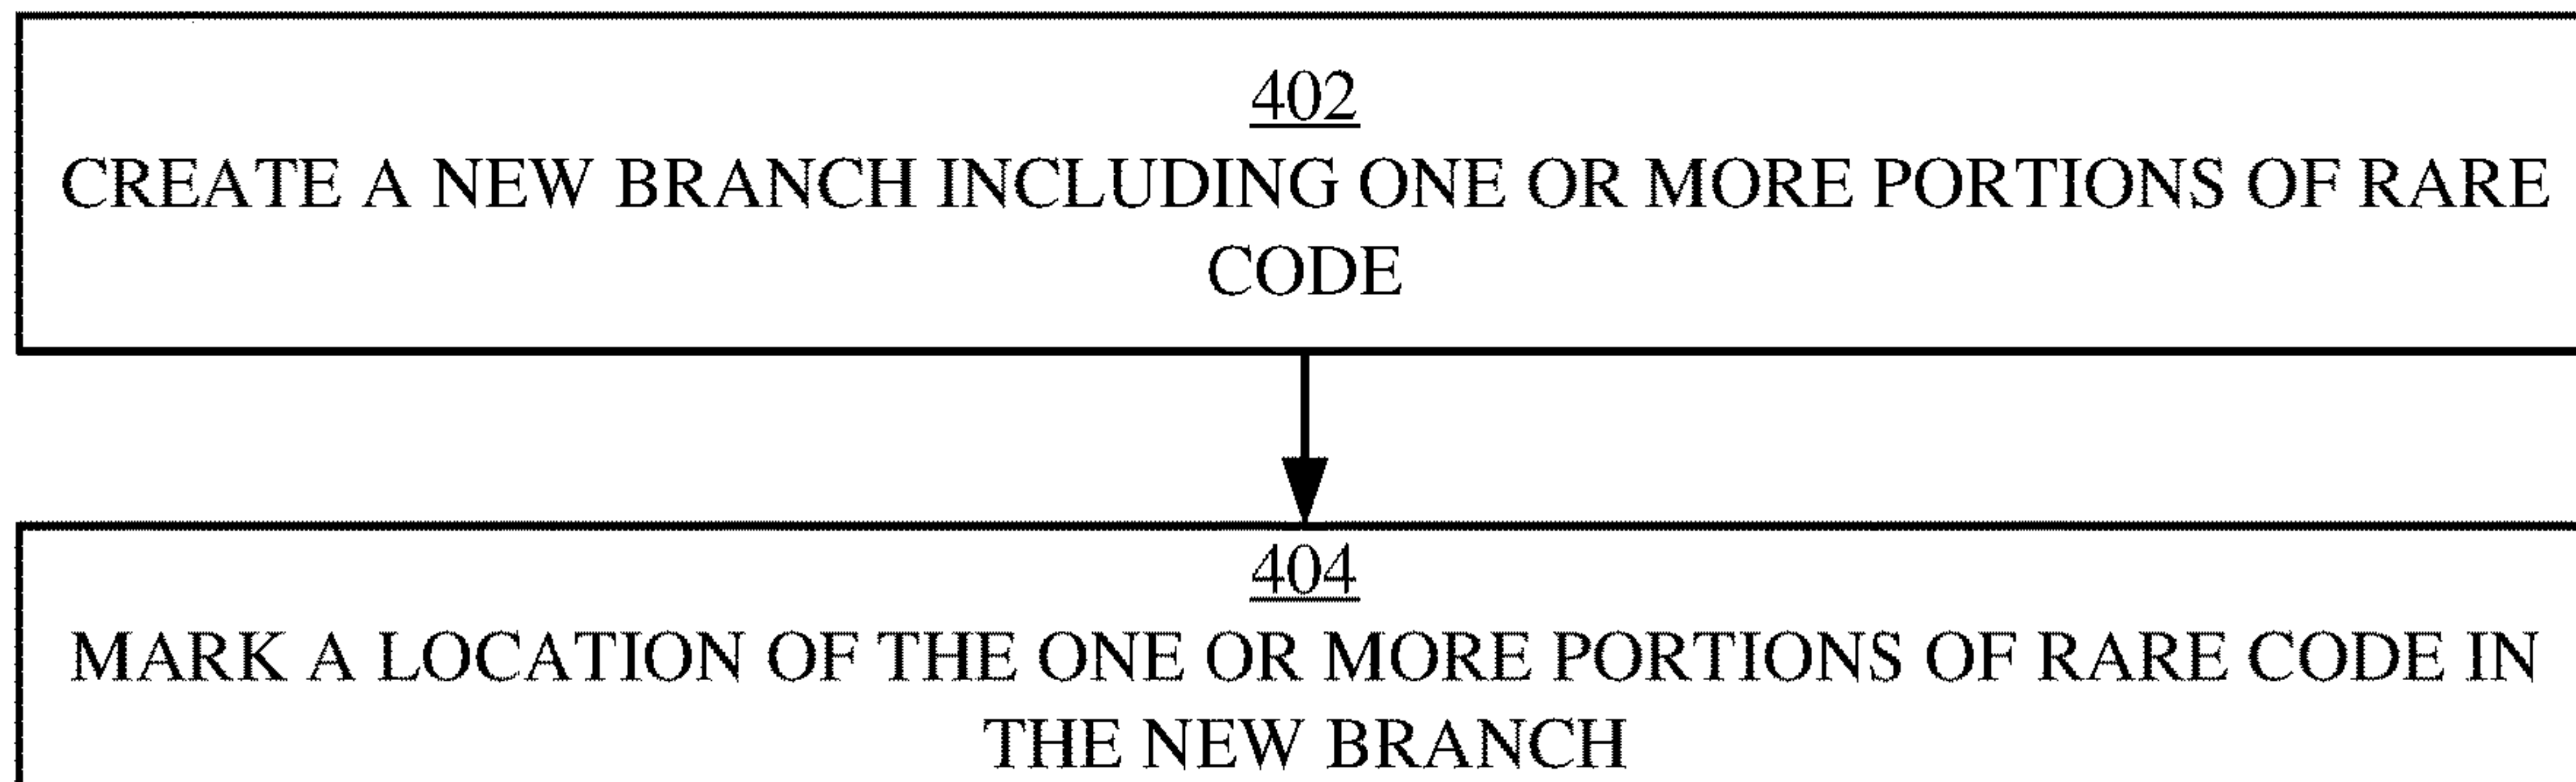 402
CREATE A NEW BRANCH INCLUDING ONE OR MORE PORTIONS OF RARE
CODE
404
MARK A LOCATION OF THE ONE OR MORE PORTIONS OF RARE CODE IN
THE NEW BRANCH